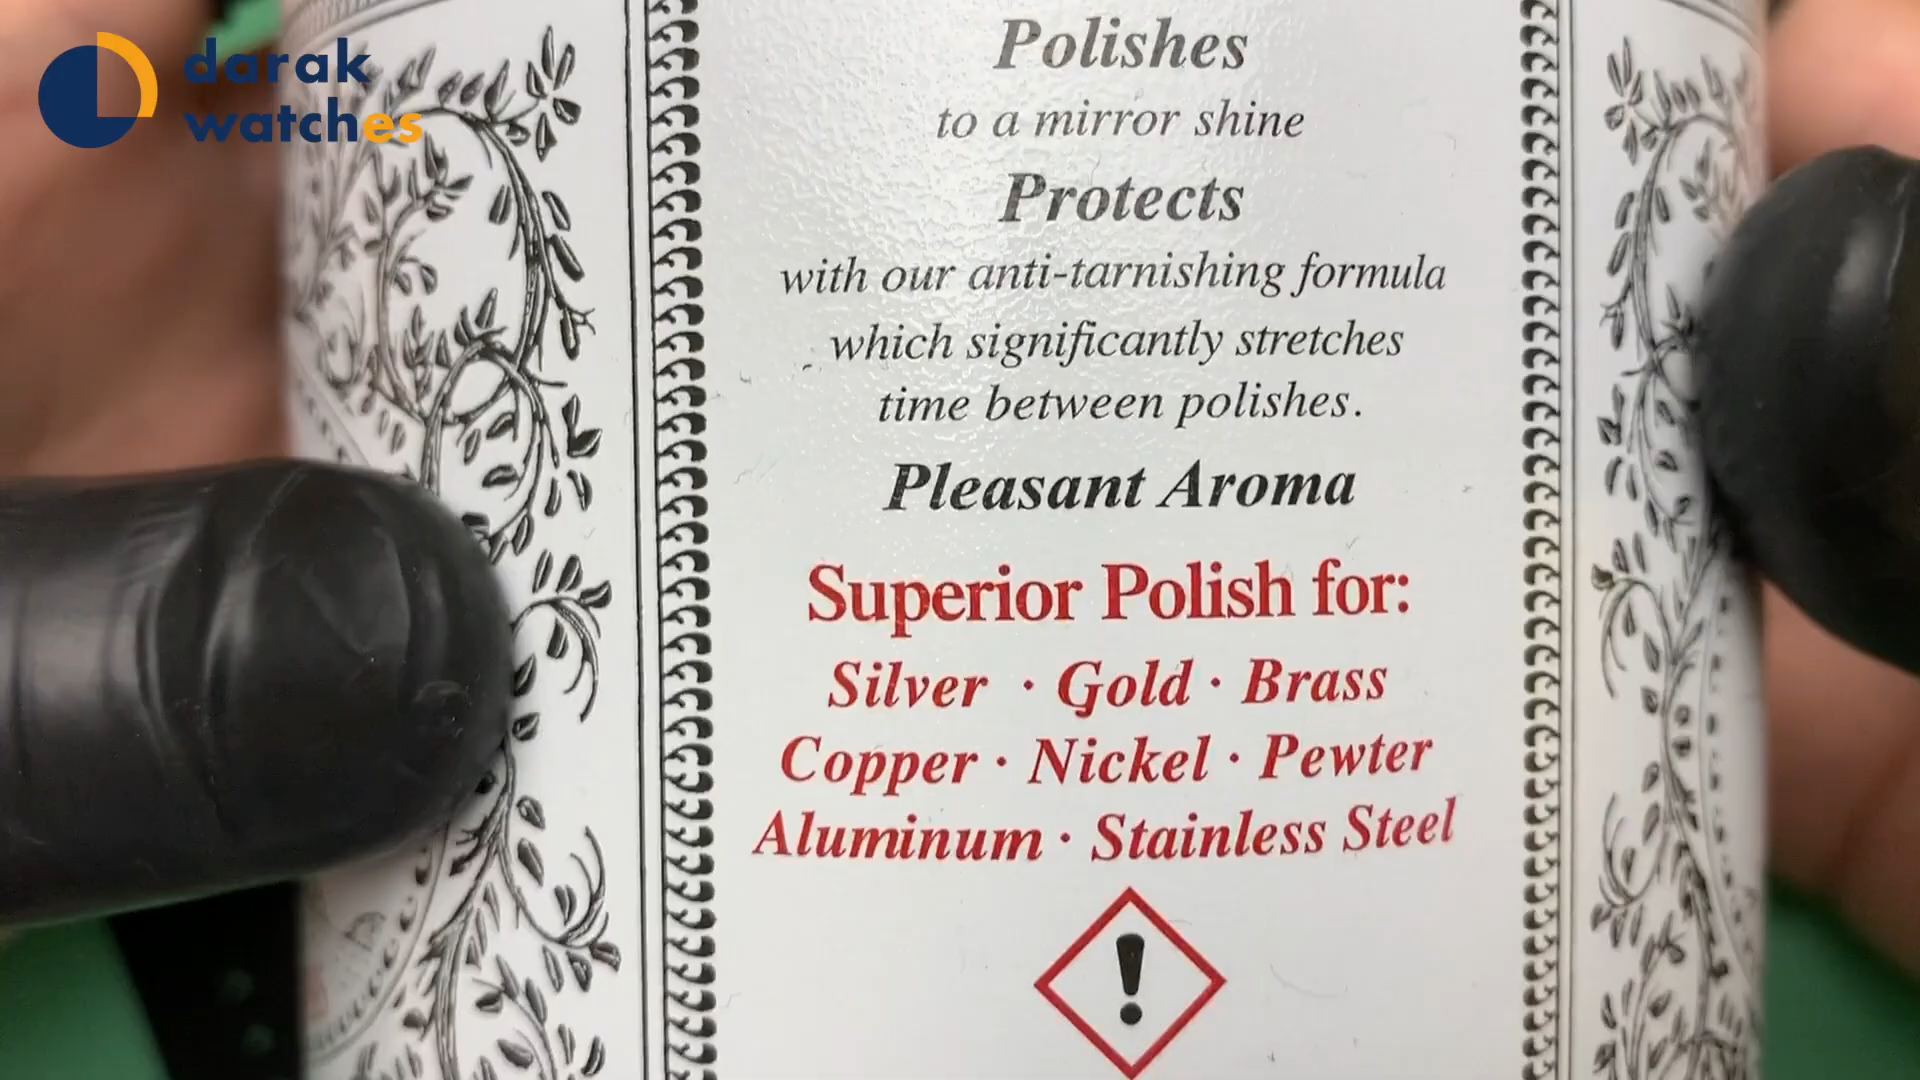 darak
watches
Polishes
to a mirror shine
Protects
with our anti-tarnishing formula
which significantly stretches
time between polishes.
Pleasant Aroma
Superior Polish for:
Silver · Gold · Brass
Copper · Nickel · Pewter
Aluminum · Stainless Steel